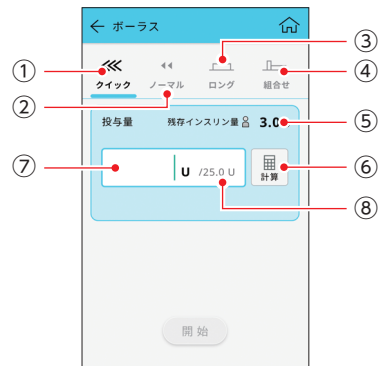 ← ボーラス
① ② ③ ④
クイック ノーマル ロング 組合せ
投与量 残存インスリン量 3.0 ⑤
⑦ U /25.0 U 計算 ⑥
⑧
開始